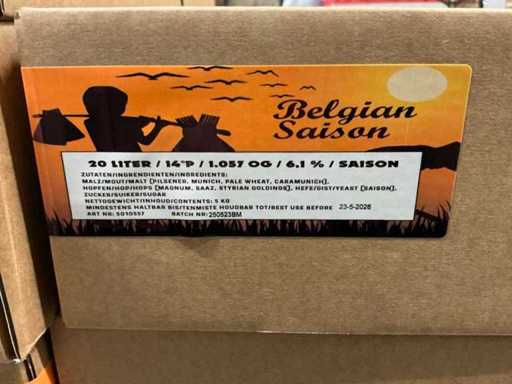 Belgian
Saison
20 LITER / 14°P / 1.057 OG / 6,1 % / SAISON
ZUTATEN/INGREDIENTEN/INGREDIENTS:
MALZ/MOUT/MALT [PILSENER, MUNICH, PALE WHEAT, CARAMUNICH],
HOPFEN/HOP/HOPS [MAGNUM, SAAZ, STYRIAN GOLDINGS], HEFE/GIST/YEAST [SAISON],
ZUCKER/SUIKER/SUGAR
NETTOGEWICHT/INHOUD/CONTENTS: 5 KG
MINDESTENS HALTBAR BIS/TENMISTE HOUDBAR TOT/BEST USE BEFORE 23-5-2026
ART NR: 5010557 BATCH NR: 250523BM